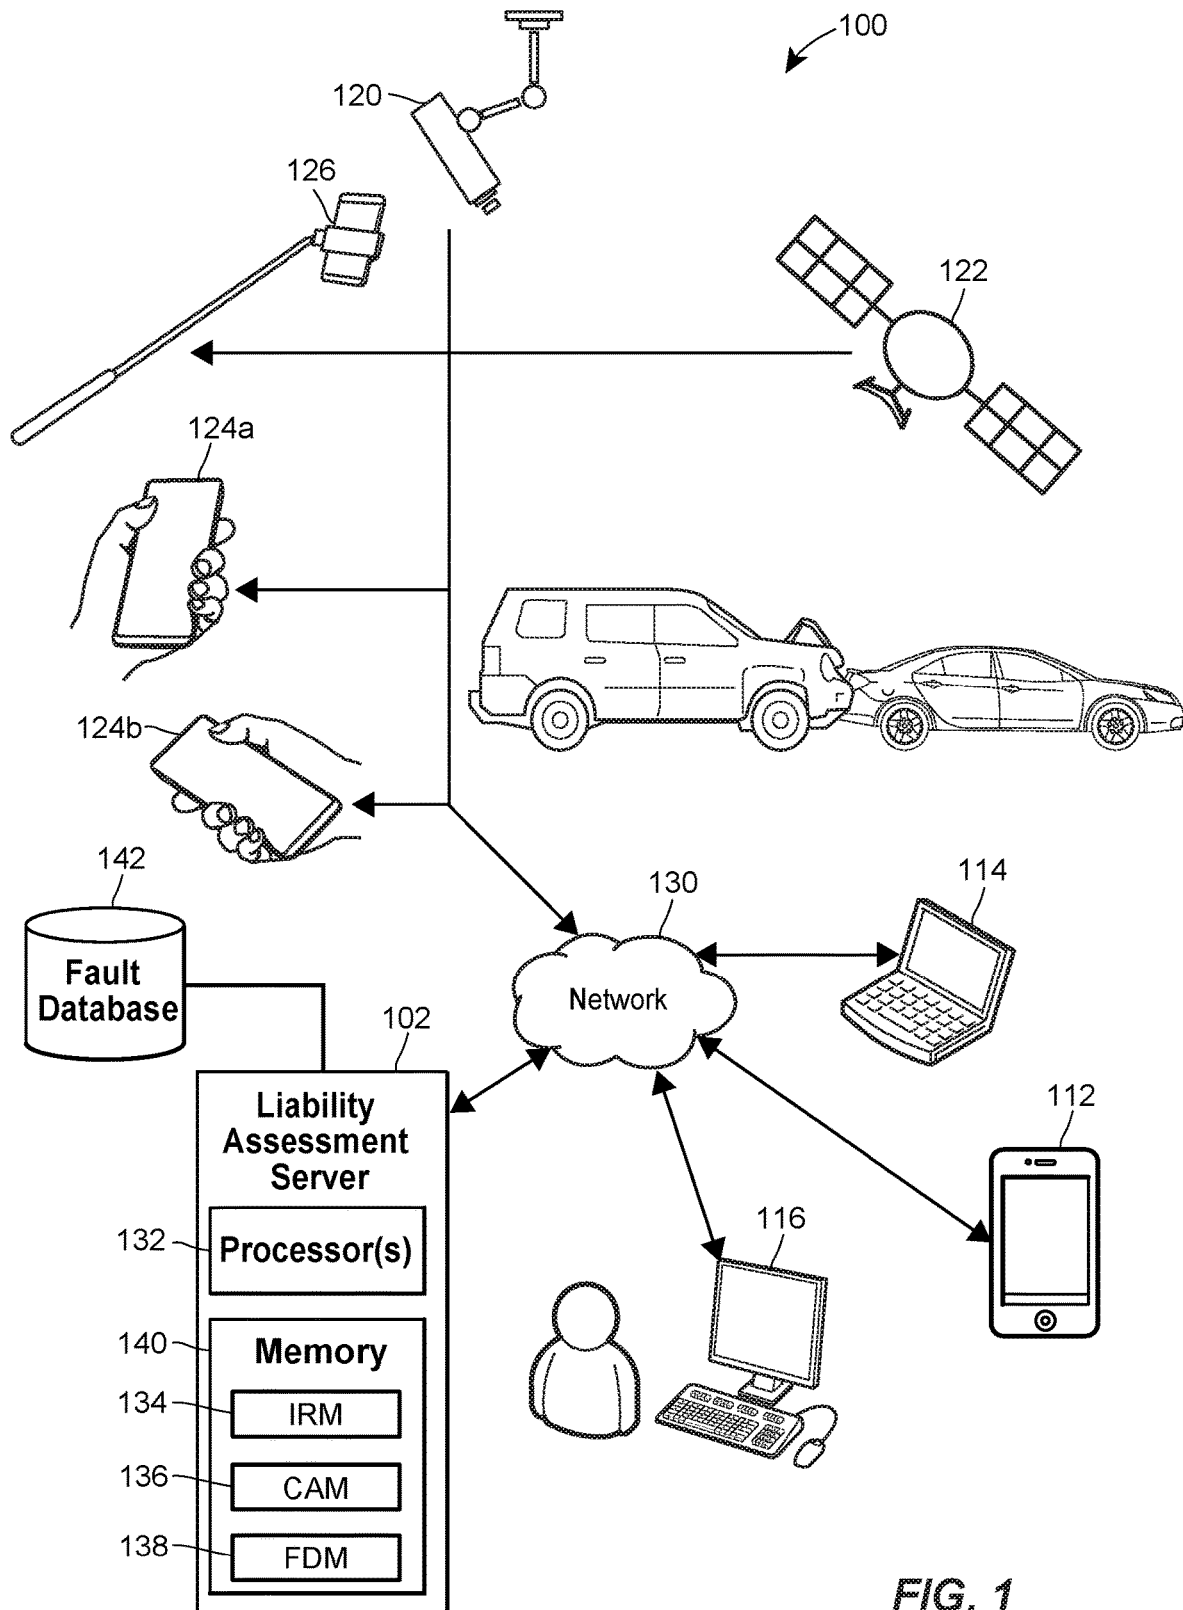 100
120
126
122
124a
124b
142
130
114
Fault
Database
Network
102
112
Liability
Assessment
Server
132
Processor(s)
116
140
Memory
134
IRM
136
CAM
138
FDM
FIG. 1